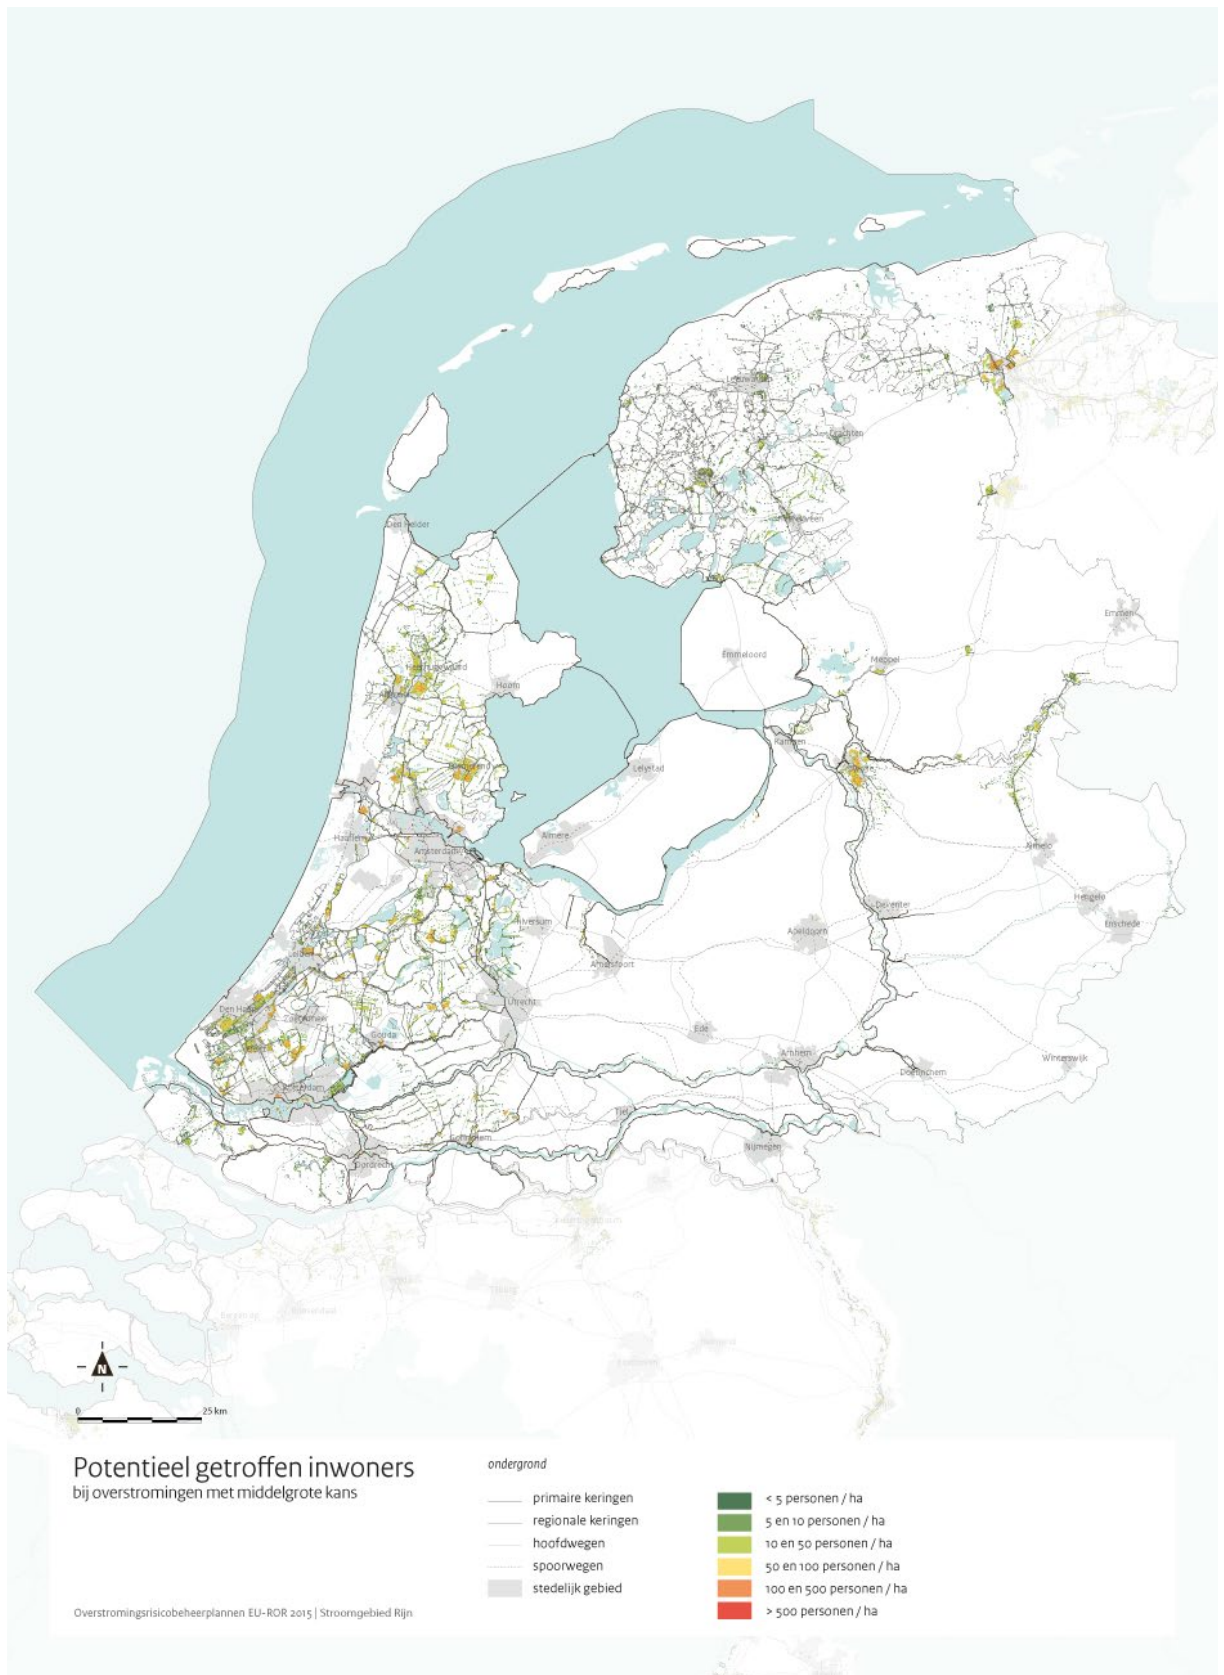 Drachten
Den Helder
Emmen
Emmeloord
Meppel
Hoorn
Kampen
Lelystad
Almere
Haarlem
Amsterdam
Almelo
Hengelo
Deventer
Enschede
Apeldoorn
Amersfoort
Utrecht
Den Haag
Zoetermeer
Gouda
Ede
Arnhem
Winterswijk
Doetinchem
Tiel
Gorinchem
Nijmegen
Dordrecht
N
0 25 km
Potentieel getroffen inwoners
bij overstromingen met middelgrote kans
Overstromingsrisicobeheerplannen EU-ROR 2015 | Stroomgebied Rijn
ondergrond
primaire keringen
regionale keringen
hoofdwegen
spoorwegen
stedelijk gebied
< 5 personen / ha
5 en 10 personen / ha
10 en 50 personen / ha
50 en 100 personen / ha
100 en 500 personen / ha
> 500 personen / ha